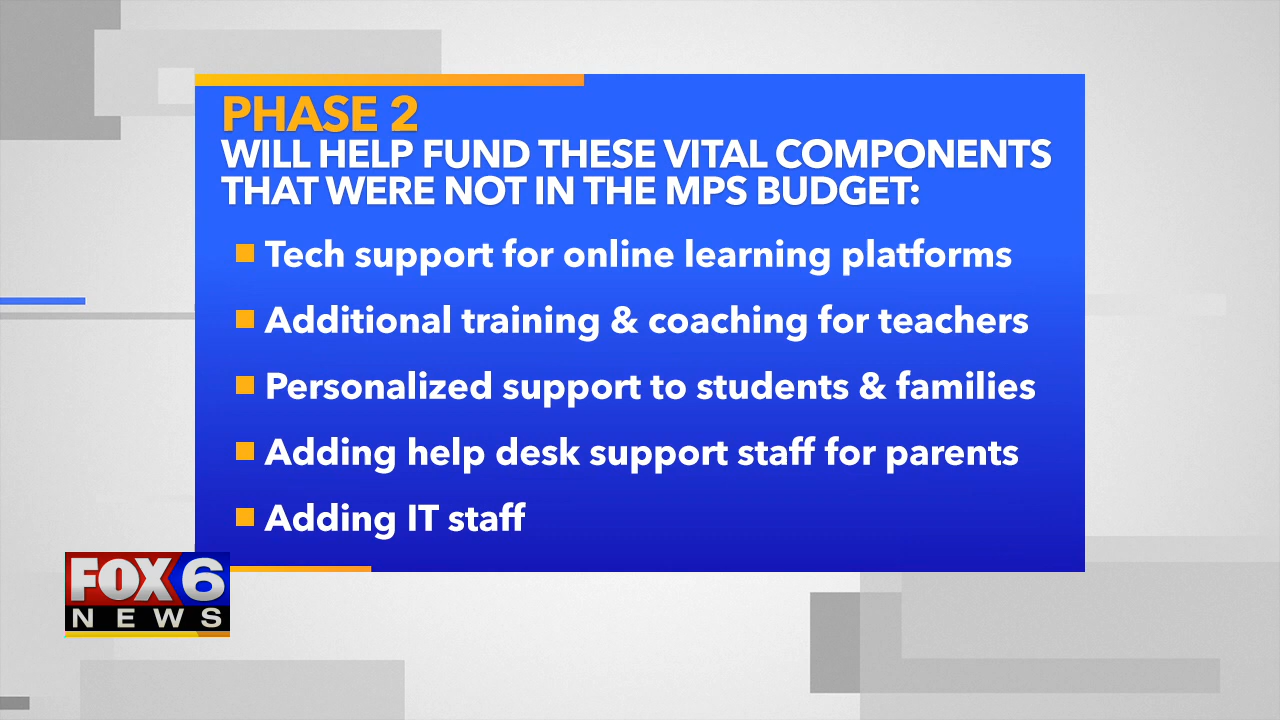 PHASE 2
WILL HELP FUND THESE VITAL COMPONENTS
THAT WERE NOT IN THE MPS BUDGET:
Tech support for online learning platforms
Additional training & coaching for teachers
Personalized support to students & families
Adding help desk support staff for parents
Adding IT staff
FOX 6
NEWS